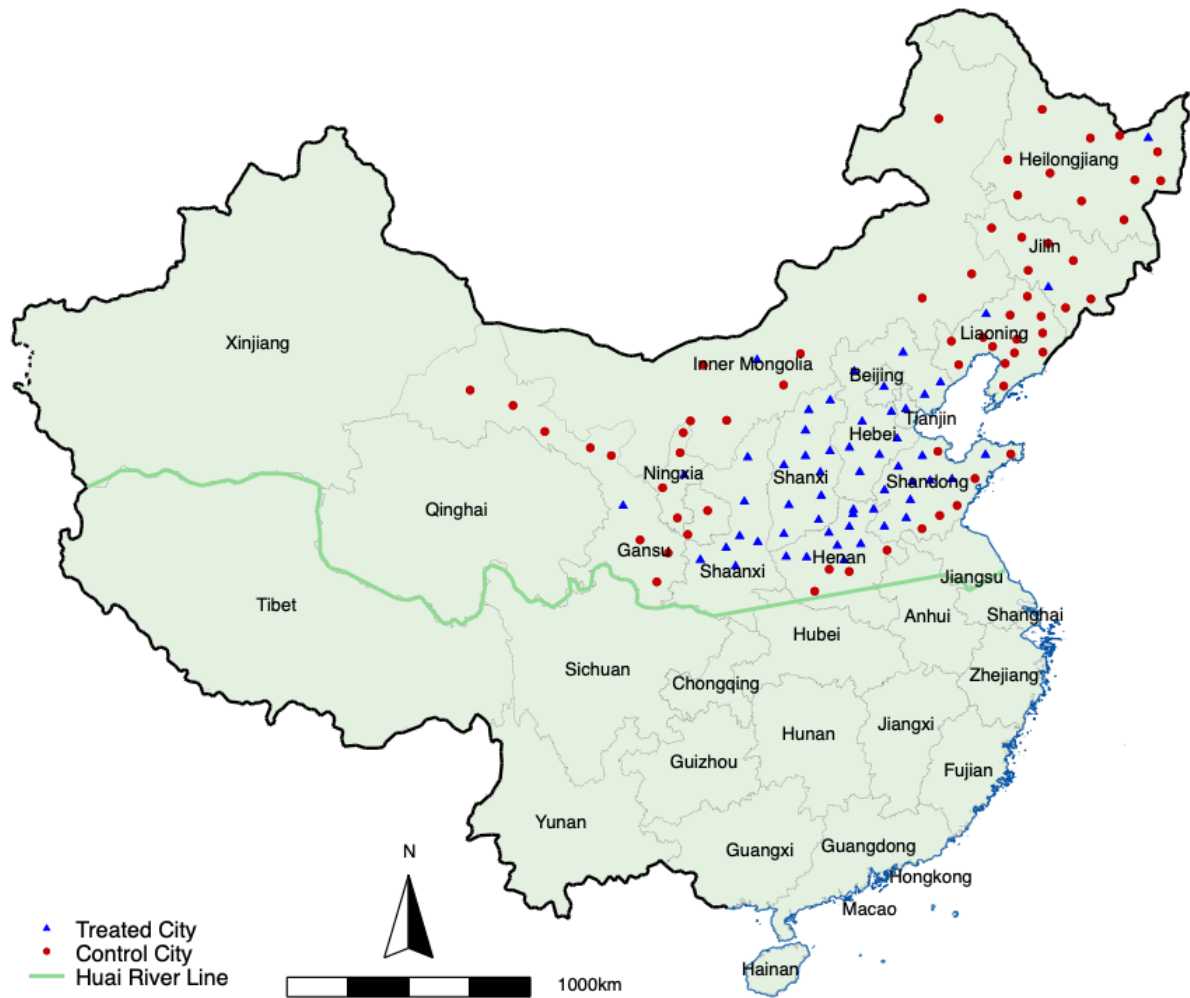 Heilongjiang
Jilin
Liaoning
Xinjiang
Inner Mongolia
Beijing
Tianjin
Hebei
Ningxia
Shanxi
Shandong
Qinghai
Gansu
Shaanxi
Henan
Jiangsu
Tibet
Anhui
Shanghai
Hubei
Sichuan
Chongqing
Zhejiang
Hunan
Jiangxi
Guizhou
Fujian
Yunan
Guangxi
Guangdong
Hongkong
Macao
Hainan
N
Treated City
Control City
Huai River Line
1000km